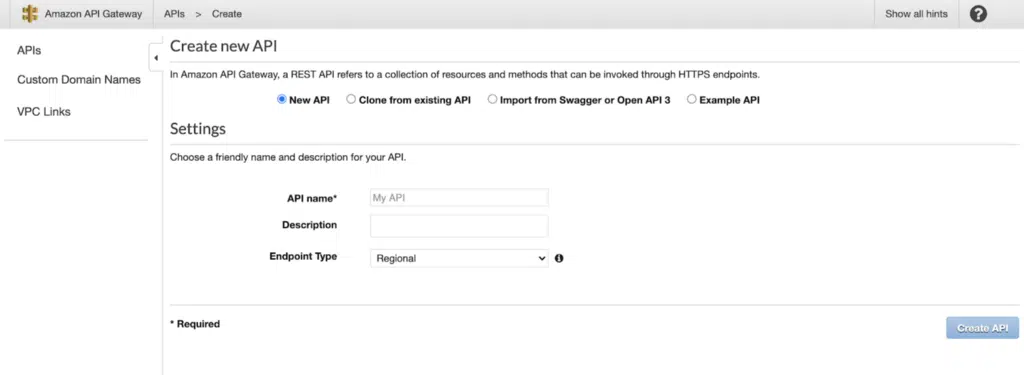 Amazon API Gateway APIs > Create Show all hints ?
APIs
Custom Domain Names
VPC Links
Create new API
In Amazon API Gateway, a REST API refers to a collection of resources and methods that can be invoked through HTTPS endpoints.
New API Clone from existing API Import from Swagger or Open API 3 Example API
Settings
Choose a friendly name and description for your API.
API name* My API
Description
Endpoint Type Regional
* Required
Create API